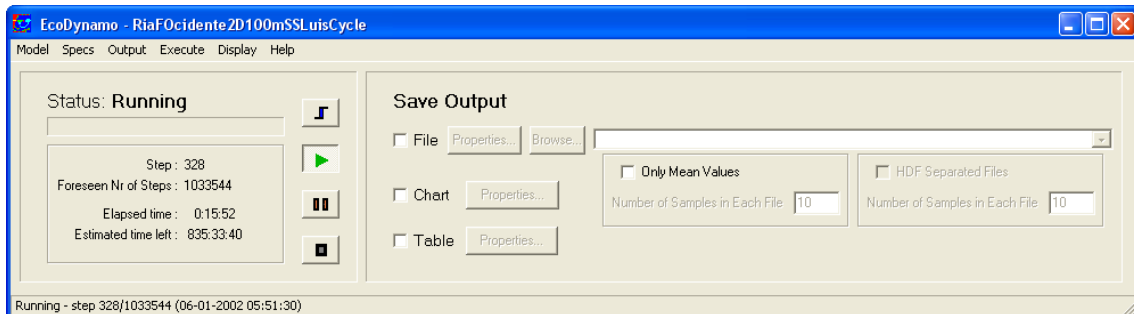 EcoDynamo - RiaFOcidente2D100mSSLuisCycle
Model Specs Output Execute Display Help
Status: Running
Step : 328
Foreseen Nr of Steps : 1033544
Elapsed time : 0:15:52
Estimated time left : 835:33:40
Save Output
File Properties... Browse...
Only Mean Values
Number of Samples in Each File 10
HDF Separated Files
Number of Samples in Each File 10
Chart Properties...
Table Properties...
Running - step 328/1033544 (06-01-2002 05:51:30)